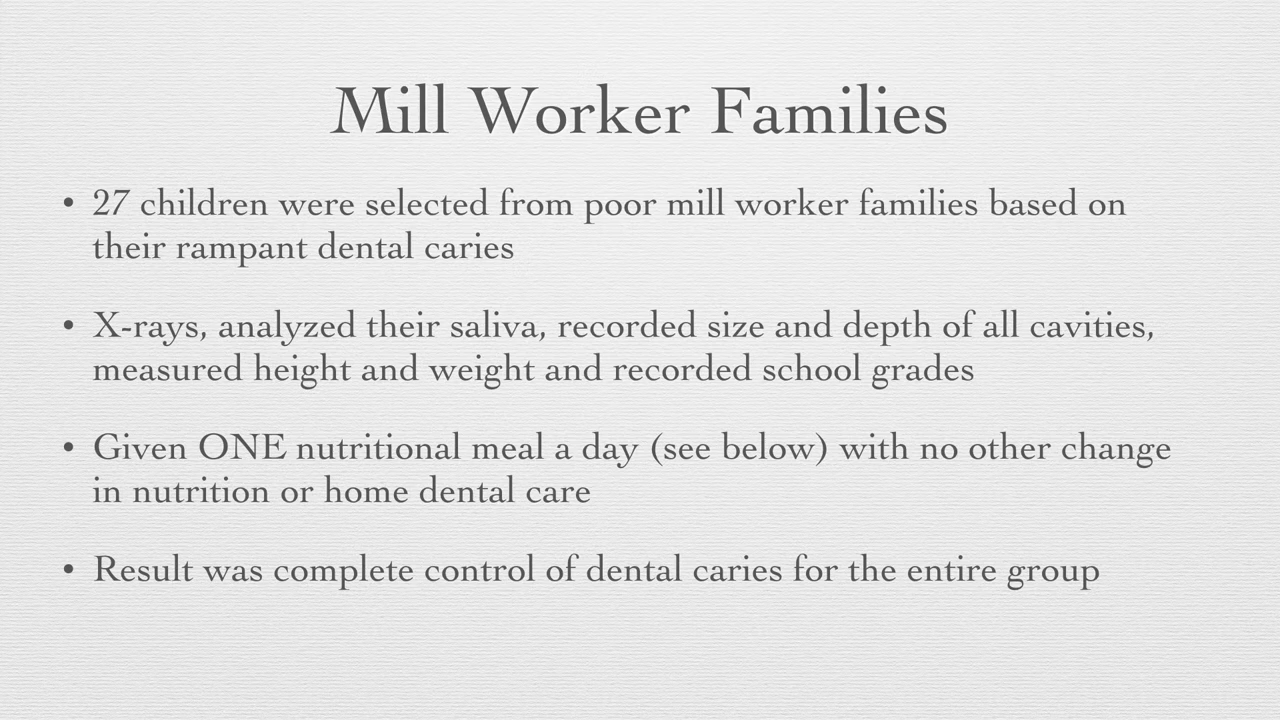 Mill Worker Families
• 27 children were selected from poor mill worker families based on
their rampant dental caries
• X-rays, analyzed their saliva, recorded size and depth of all cavities,
measured height and weight and recorded school grades
• Given ONE nutritional meal a day (see below) with no other change
in nutrition or home dental care
• Result was complete control of dental caries for the entire group